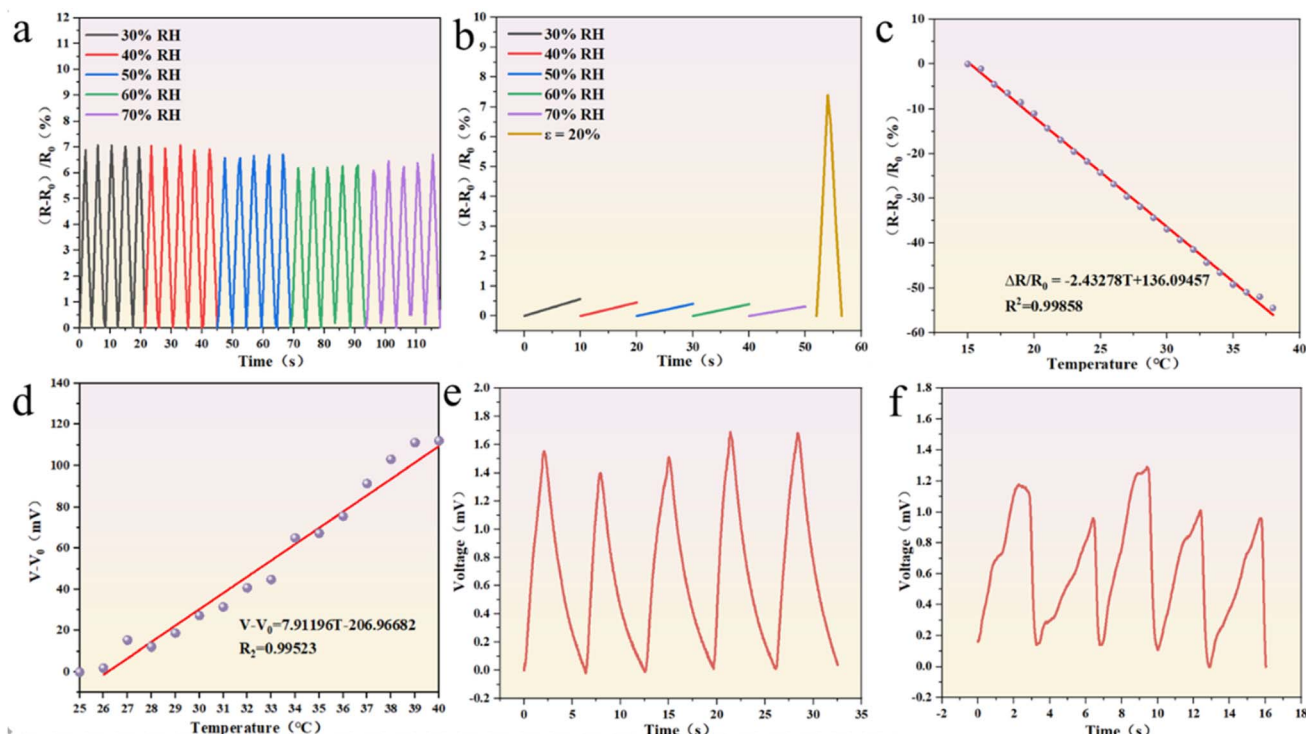 a
12
11
10
9
8
7
6
5
4
3
2
1
0
(R-R₀)/R₀ (%)
30% RH
40% RH
50% RH
60% RH
70% RH
0 10 20 30 40 50 60 70 80 90 100 110
Time (s)
b
10
9
8
7
6
5
4
3
2
1
0
(R-R₀)/R₀ (%)
30% RH
40% RH
50% RH
60% RH
70% RH
ε = 20%
-10 0 10 20 30 40 50 60
Time (s)
c
10
0
-10
-20
-30
-40
-50
-60
(R-R₀)/R₀ (%)
ΔR/R₀ = -2.43278T+136.09457
R²=0.99858
10 15 20 25 30 35 40
Temperature (°C)
d
140
120
100
80
60
40
20
0
V-V₀ (mV)
V-V₀=7.91196T-206.96682
R₂=0.99523
25 26 27 28 29 30 31 32 33 34 35 36 37 38 39 40
Temperature (°C)
e
2.0
1.8
1.6
1.4
1.2
1.0
0.8
0.6
0.4
0.2
0.0
-0.2
Voltage (mV)
-5 0 5 10 15 20 25 30 35
Time (s)
f
1.8
1.6
1.4
1.2
1.0
0.8
0.6
0.4
0.2
0.0
-0.2
Voltage (mV)
-2 0 2 4 6 8 10 12 14 16 18
Time (s)